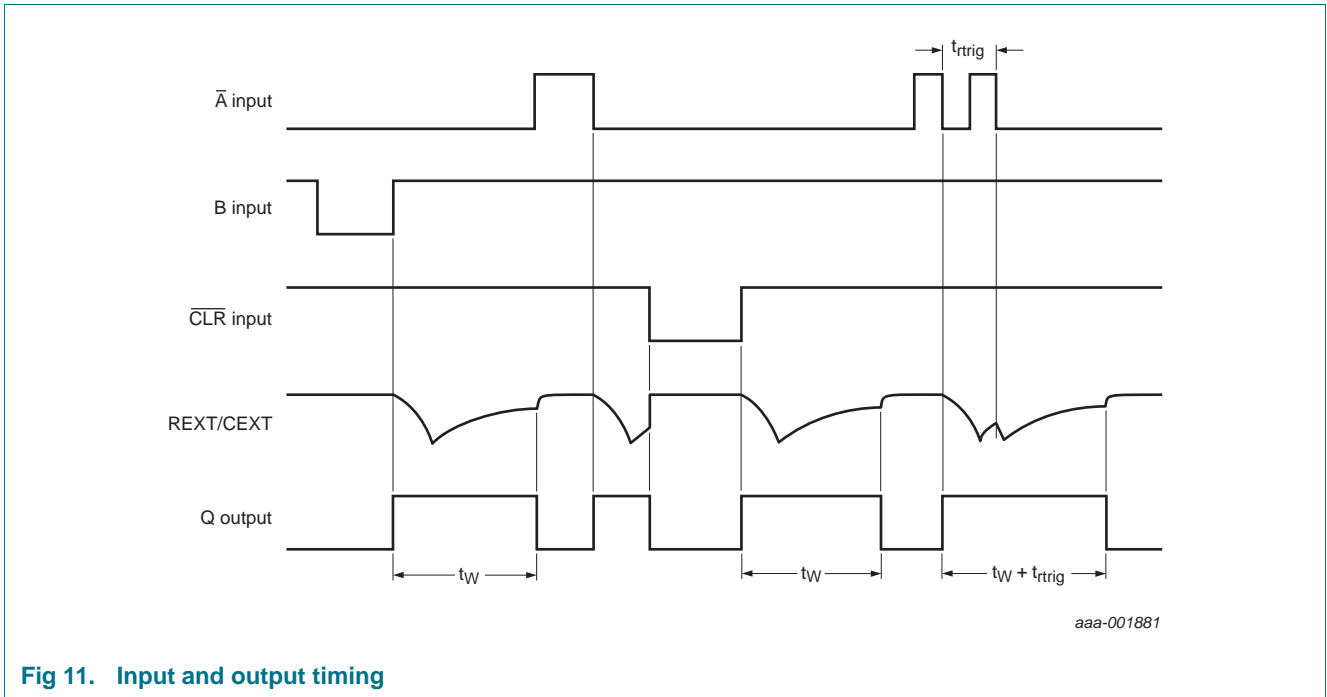 t_rtrig
A̅ input
B input
C̅L̅R̅ input
REXT/CEXT
Q output
t_W
t_W
t_W + t_rtrig
aaa-001881
Fig 11. Input and output timing